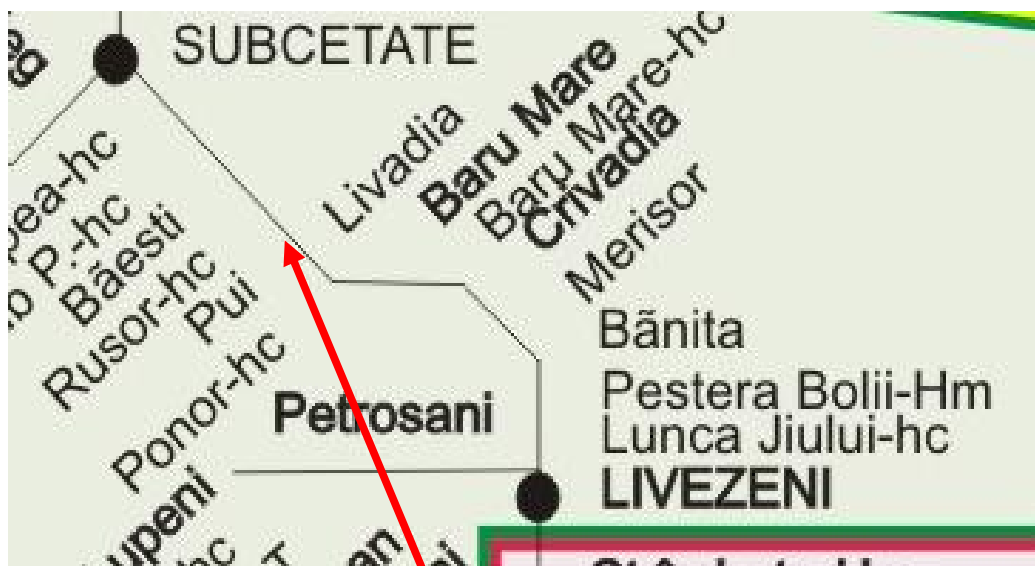 SUBCETATE
Livadia
Baru Mare
Baru Mare-hc
Crivadia
Merisor
P.-hc
Bãesti
Rusor-hc
Pui
Ponor-hc
Bãnita
Pestera Bolii-Hm
Lunca Jiului-hc
LIVEZENI
Petrosani